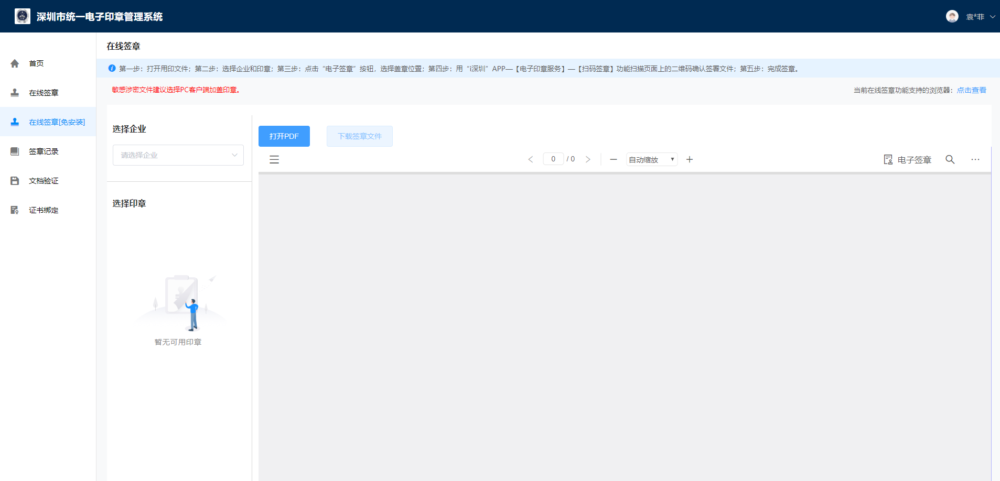 深圳市统一电子印章管理系统
袁*菲
首页
在线签章
在线签章[免安装]
签章记录
文档验证
证书绑定
在线签章
第一步：打开用印文件；第二步：选择企业和印章；第三步：点击“电子签章”按钮，选择盖章位置；第四步：用“i深圳”APP—【电子印章服务】—【扫码签章】功能扫描页面上的二维码确认签署文件；第五步：完成签章。
敏感涉密文件建议选择PC客户端加盖印章。
当前在线签章功能支持的浏览器：点击查看
选择企业
请选择企业
选择印章
暂无可用印章
打开PDF
下载签章文件
0 / 0
自动缩放
电子签章